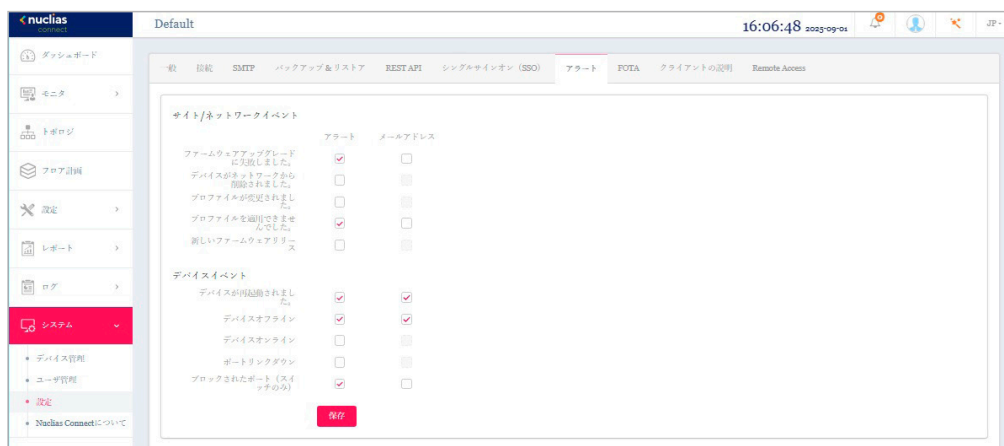 nuclias
connect
Default
16:06:48 2025-09-01
JP
ダッシュボード
モニタ
トポロジ
フロア計画
設定
レポート
ログ
システム
デバイス管理
ユーザ管理
設定
Nuclias Connectについて
一般 接続 SMTP バックアップ&リストア REST API シングルサインオン (SSO) アラート FOTA クライアントの説明 Remote Access
サイト/ネットワークイベント
アラート メールアドレス
ファームウェアアップグレード
に失敗しました。
デバイスがネットワークから
削除されました。
プロファイルが変更されまし
た。
プロファイルを適用できませ
んでした。
新しいファームウェアリリー
ス
デバイスイベント
デバイスが再起動されまし
た。
デバイスオフライン
デバイスオンライン
ポートリンクダウン
ブロックされたポート (スイ
ッチのみ)
保存